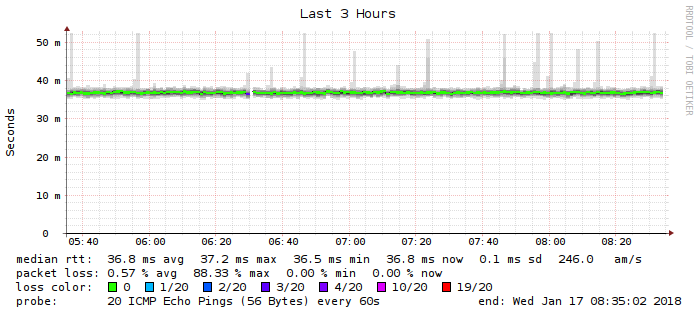 Last 3 Hours
RRDTOOL / TOBI OETIKER
Seconds
50 m
40 m
30 m
20 m
10 m
0
05:40 06:00 06:20 06:40 07:00 07:20 07:40 08:00 08:20
median rtt: 36.8 ms avg 37.2 ms max 36.5 ms min 36.8 ms now 0.1 ms sd 246.0 am/s
packet loss: 0.57 % avg 88.33 % max 0.00 % min 0.00 % now
loss color: 0 1/20 2/20 3/20 4/20 10/20 19/20
probe: 20 ICMP Echo Pings (56 Bytes) every 60s end: Wed Jan 17 08:35:02 2018